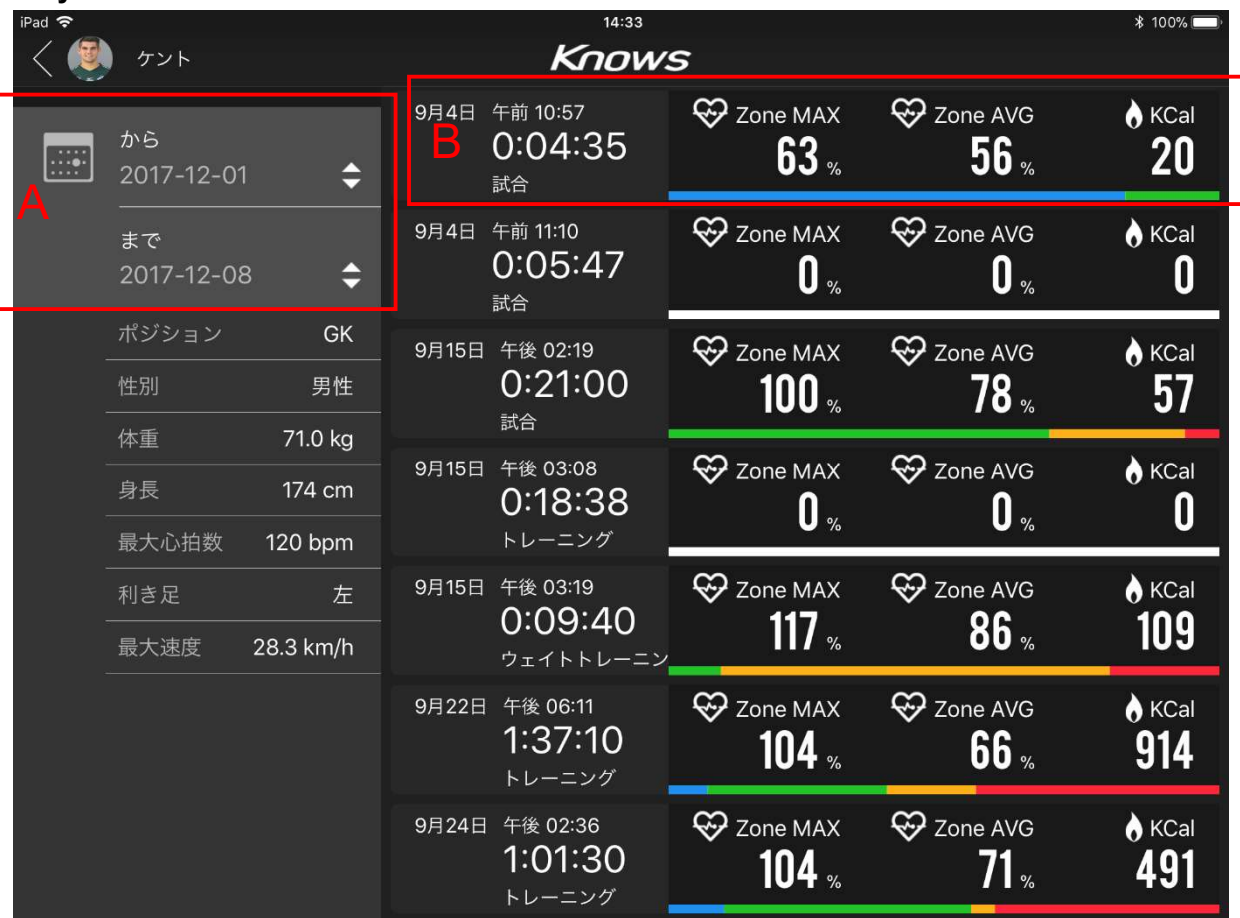 iPad 14:33 100%
ケント Knows
A
から
2017-12-01
まで
2017-12-08
ポジション GK
性別 男性
体重 71.0 kg
身長 174 cm
最大心拍数 120 bpm
利き足 左
最大速度 28.3 km/h
B
9月4日 午前 10:57 Zone MAX Zone AVG KCal
0:04:35 63 % 56 % 20
試合
9月4日 午前 11:10 Zone MAX Zone AVG KCal
0:05:47 0 % 0 % 0
試合
9月15日 午後 02:19 Zone MAX Zone AVG KCal
0:21:00 100 % 78 % 57
試合
9月15日 午後 03:08 Zone MAX Zone AVG KCal
0:18:38 0 % 0 % 0
トレーニング
9月15日 午後 03:19 Zone MAX Zone AVG KCal
0:09:40 117 % 86 % 109
ウェイトトレーニン
9月22日 午後 06:11 Zone MAX Zone AVG KCal
1:37:10 104 % 66 % 914
トレーニング
9月24日 午後 02:36 Zone MAX Zone AVG KCal
1:01:30 104 % 71 % 491
トレーニング